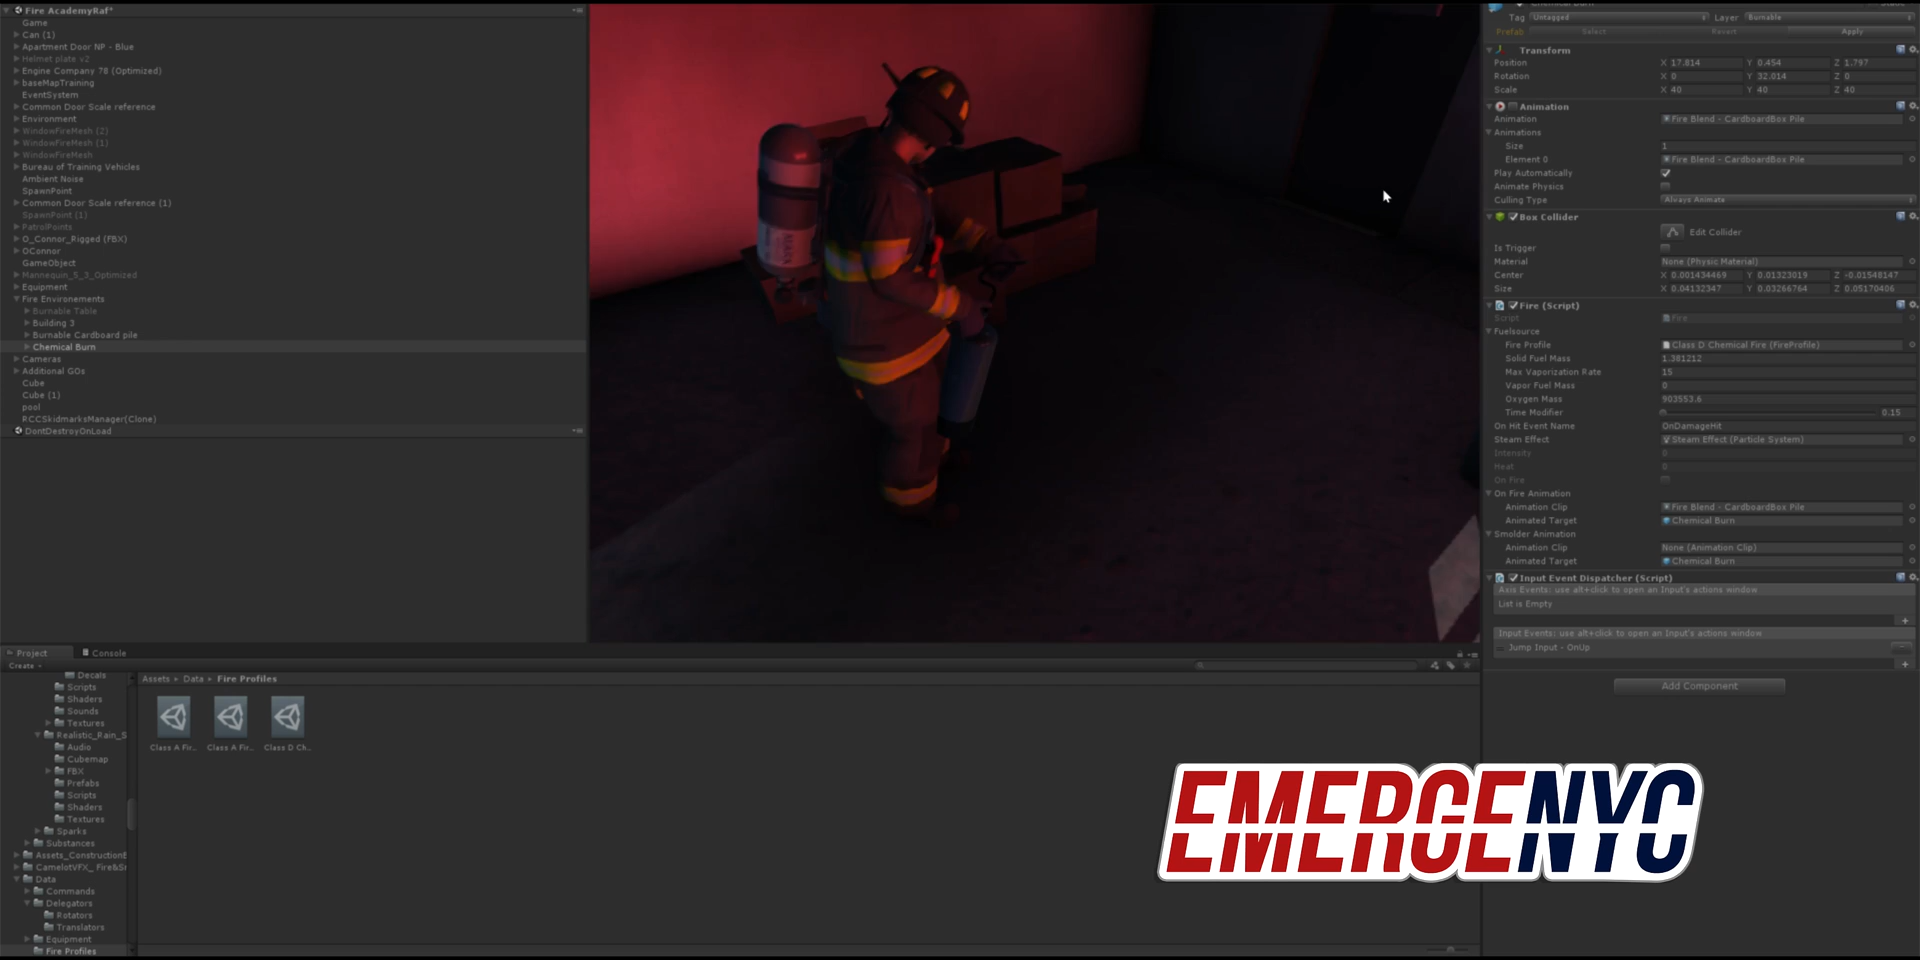 Fire AcademyRaf*
Game
Can (1)
Apartment Door NP - Blue
Helmet plate v2
Engine Company 78 (Optimized)
baseMapTraining
EventSystem
Common Door Scale reference
Environment
WindowFireMesh (2)
WindowFireMesh (1)
WindowFireMesh
Bureau of Training Vehicles
Ambient Noise
SpawnPoint
Common Door Scale reference (1)
SpawnPoint (1)
PatrolPoints
O_Connor_Rigged (FBX)
OConnor
GameObject
Mannequin_S_3_Optimized
Equipment
Fire Environements
Burnable Table
Building 3
Burnable Cardboard pile
Chemical Burn
Cameras
Additional GOs
Cube
Cube (1)
pool
RCCSkidmarksManager(Clone)
DontDestroyOnLoad
Tag Untagged Layer Burnable
Prefab Select Revert Apply
Transform
Position X 17.814 Y 0.454 Z 1.797
Rotation X 0 Y 32.014 Z 0
Scale X 40 Y 40 Z 40
Animation
Animation Fire Blend - CardboardBox Pile
Animations
Size 1
Element 0 Fire Blend - CardboardBox Pile
Play Automatically
Animate Physics
Culling Type Always Animate
Box Collider
Edit Collider
Is Trigger
Material None (Physic Material)
Center X 0.001434469 Y 0.01323019 Z -0.01548147
Size X 0.04132347 Y 0.03266764 Z 0.05170406
Fire (Script)
Script Fire
Fuelsource
Fire Profile Class D Chemical Fire (FireProfile)
Solid Fuel Mass 1.381212
Max Vaporization Rate 15
Vapor Fuel Mass 0
Oxygen Mass 903553.6
Time Modifier 0.15
On Hit Event Name OnDamageHit
Steam Effect Steam Effect (Particle System)
Intensity 0
Heat 0
On Fire
On Fire Animation
Animation Clip Fire Blend - CardboardBox Pile
Animated Target Chemical Burn
Smolder Animation
Animation Clip None (Animation Clip)
Animated Target Chemical Burn
Input Event Dispatcher (Script)
Axis Events: use alt+click to open an Input's actions window
List is Empty
Input Events: use alt+click to open an Input's actions window
Jump Input - OnUp
Add Component
Project Console
Create
Decals
Scripts
Shaders
Sounds
Textures
Realistic_Rain_S
Audio
Cubemap
FBX
Prefabs
Scripts
Shaders
Textures
Sparks
Substances
Assets_ConstructionE
CamelotVFX_ Fire&Sr
Data
Commands
Delegators
Rotators
Translators
Equipment
Fire Profiles
Assets Data Fire Profiles
Class A Fir... Class A Fir... Class D Ch...
EMERGENYC